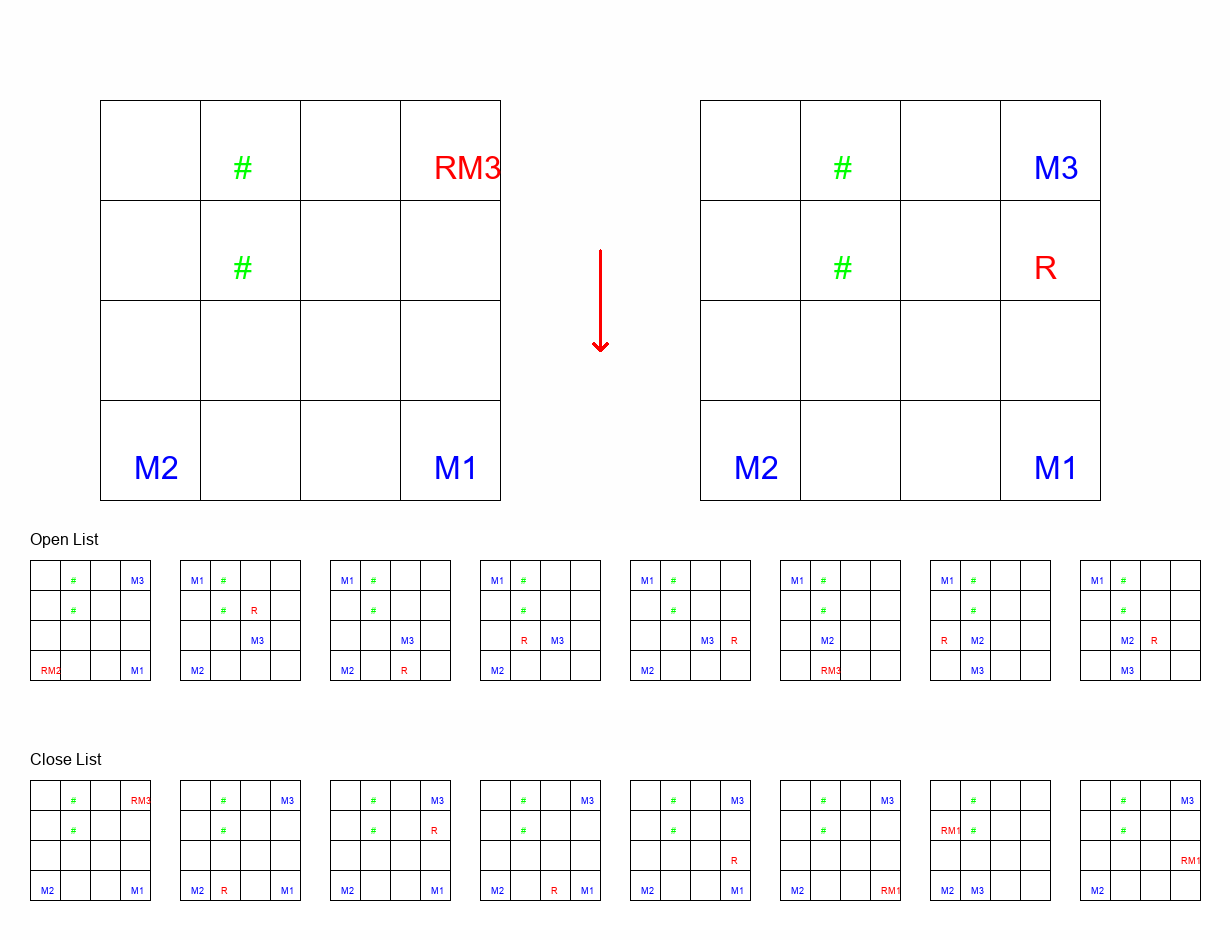 # RM3 # M3
# # R
M2 M1 M2 M1
Open List
# M3 M1 # M1 # M1 # M1 # M1 # M1 # M1 #
# # R # # # # # #
M3 M3 R M3 M3 R M2 R M2 M2 R
RM2 M1 M2 M2 R M2 M2 RM3 M3 M3
Close List
# RM3 # M3 # M3 # M3 # M3 # M3 # # M3
# # # R # # # RM1 # #
R RM1
M2 M1 M2 R M1 M2 M1 M2 R M1 M2 M1 M2 RM1 M2 M3 M2